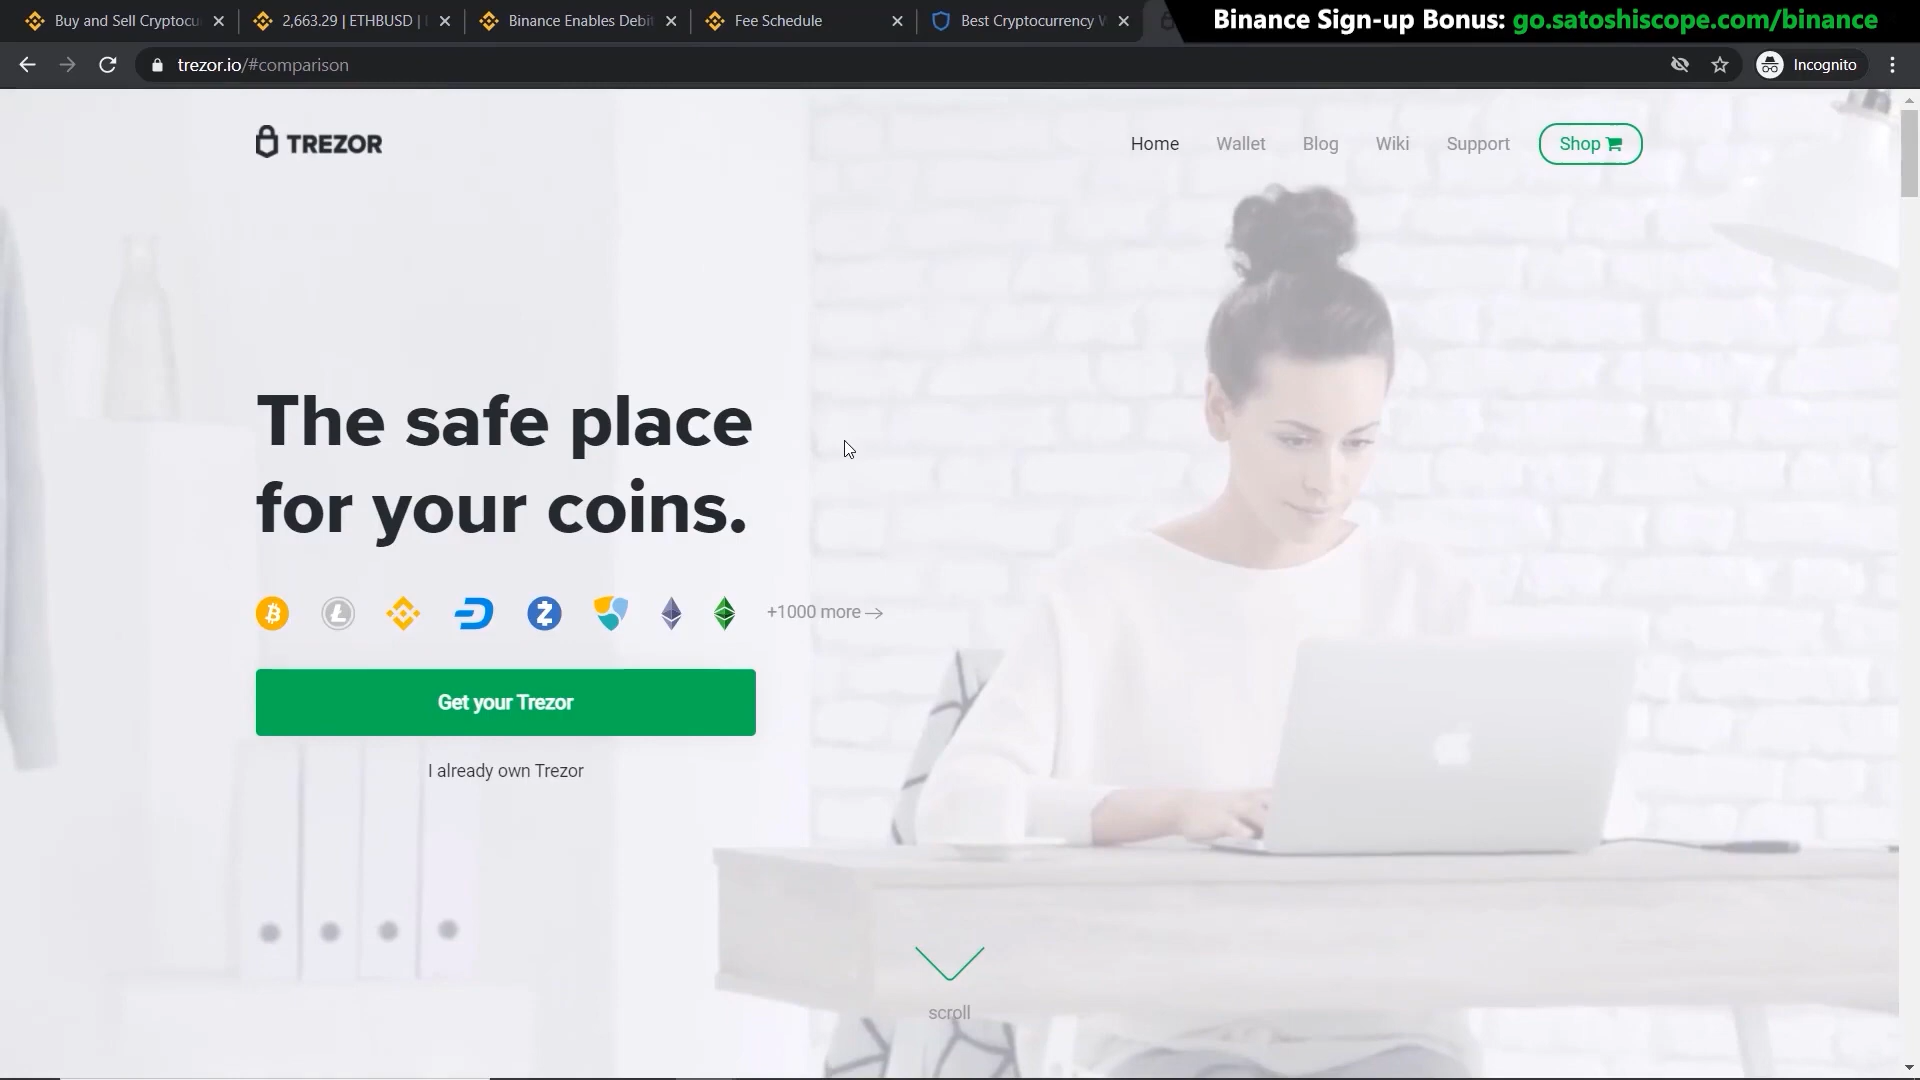 Buy and Sell Cryptocu
2,663.29 | ETHBUSD |
Binance Enables Debit
Fee Schedule
Best Cryptocurrency W
Binance Sign-up Bonus: go.satoshiscope.com/binance
trezor.io/#comparison
Incognito
TREZOR
Home
Wallet
Blog
Wiki
Support
Shop
The safe place
for your coins.
+1000 more
Get your Trezor
I already own Trezor
scroll